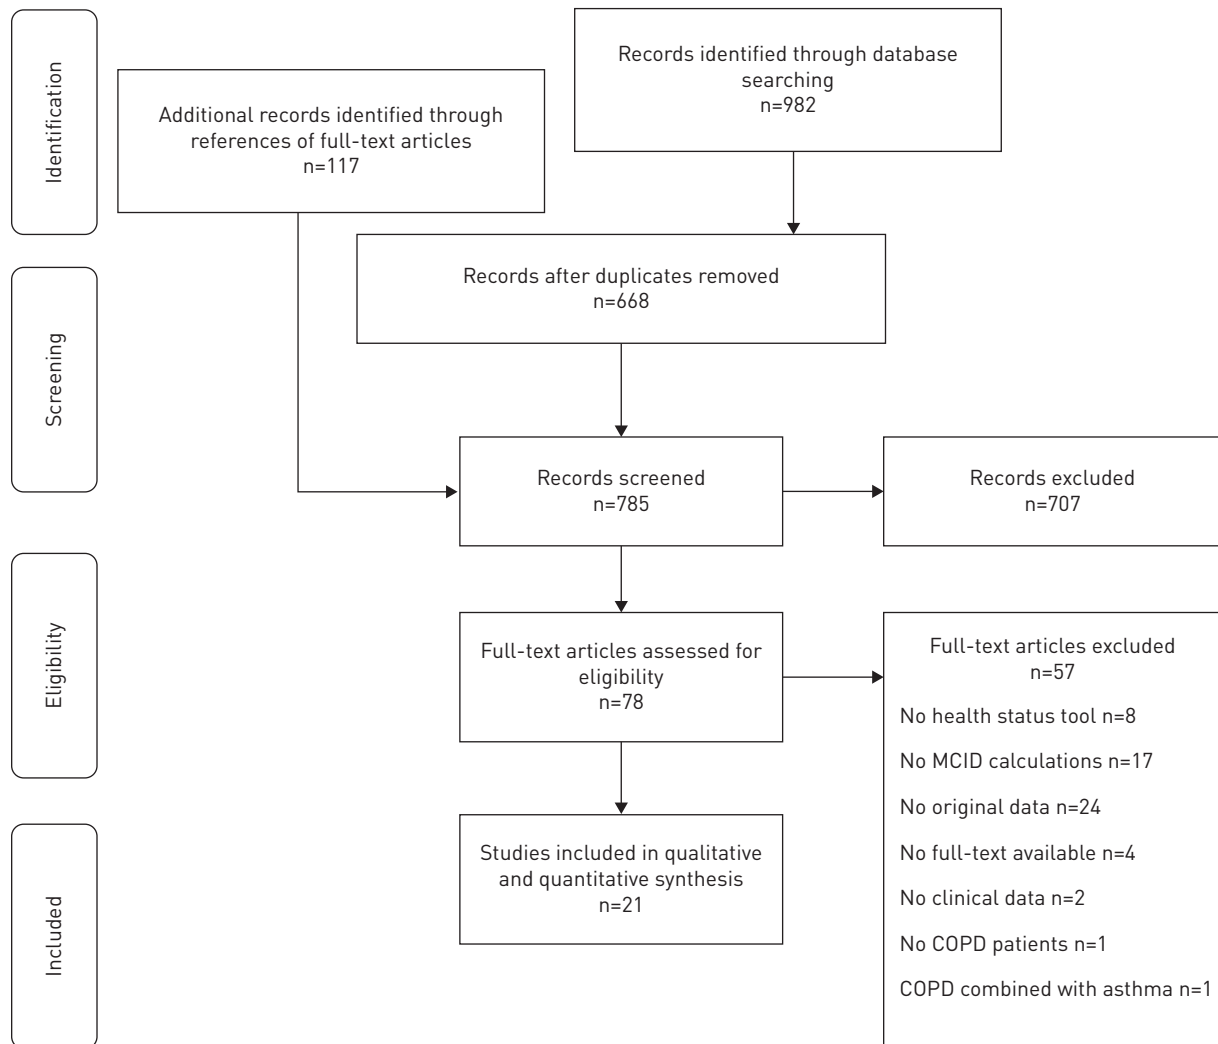 Identification
Records identified through database
searching
n=982
Additional records identified through
references of full-text articles
n=117
Records after duplicates removed
n=668
Screening
Records screened
n=785
Records excluded
n=707
Eligibility
Full-text articles assessed for
eligibility
n=78
Full-text articles excluded
n=57
No health status tool n=8
No MCID calculations n=17
No original data n=24
No full-text available n=4
No clinical data n=2
No COPD patients n=1
COPD combined with asthma n=1
Included
Studies included in qualitative
and quantitative synthesis
n=21